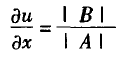 ∂u/∂x = | B | / | A |